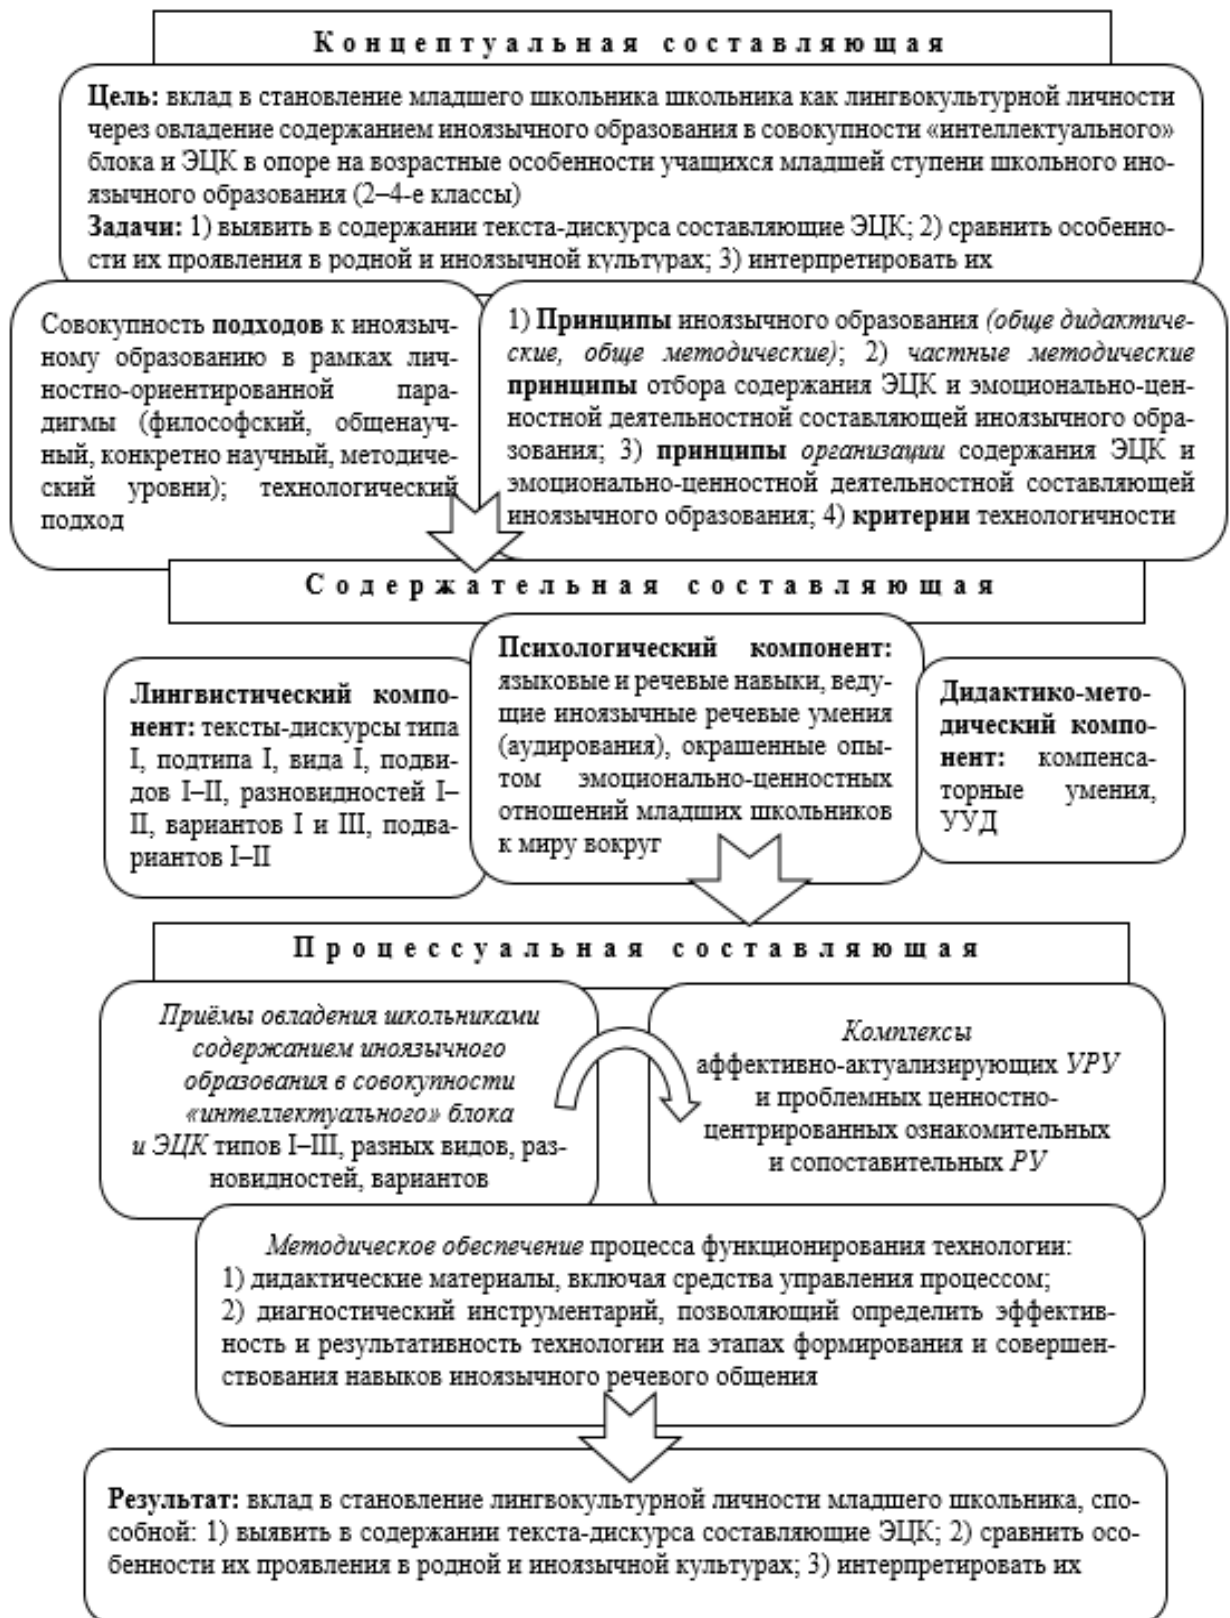 Концептуальная составляющая
Цель: вклад в становление младшего школьника школьника как лингвокультурной личности
через овладение содержанием иноязычного образования в совокупности «интеллектуального»
блока и ЭЦК в опоре на возрастные особенности учащихся младшей ступени школьного ино-
язычного образования (2–4-е классы)
Задачи: 1) выявить в содержании текста-дискурса составляющие ЭЦК; 2) сравнить особенно-
сти их проявления в родной и иноязычной культурах; 3) интерпретировать их
Совокупность подходов к иноязыч-
ному образованию в рамках лич-
ностно-ориентированной пара-
дигмы (философский, общенауч-
ный, конкретно научный, методиче-
ский уровни); технологический
подход
1) Принципы иноязычного образования (обще дидактиче-
ские, обще методические); 2) частные методические
принципы отбора содержания ЭЦК и эмоционально-цен-
ностной деятельностной составляющей иноязычного обра-
зования; 3) принципы организации содержания ЭЦК и
эмоционально-ценностной деятельностной составляющей
иноязычного образования; 4) критерии технологичности
Содержательная составляющая
Лингвистический компо-
нент: тексты-дискурсы типа
I, подтипа I, вида I, подви-
дов I–II, разновидностей I–
II, вариантов I и III, подва-
риантов I–II
Психологический компонент:
языковые и речевые навыки, веду-
щие иноязычные речевые умения
(аудирования), окрашенные опы-
том эмоционально-ценностных
отношений младших школьников
к миру вокруг
Дидактико-мето-
дический компо-
нент: компенса-
торные умения,
УУД
Процессуальная составляющая
Приёмы овладения школьниками
содержанием иноязычного
образования в совокупности
«интеллектуального» блока
и ЭЦК типов I–III, разных видов, раз-
новидностей, вариантов
Комплексы
аффективно-актуализирующих УРУ
и проблемных ценностно-
центрированных ознакомительных
и сопоставительных РУ
Методическое обеспечение процесса функционирования технологии:
1) дидактические материалы, включая средства управления процессом;
2) диагностический инструментарий, позволяющий определить эффектив-
ность и результативность технологии на этапах формирования и совершен-
ствования навыков иноязычного речевого общения
Результат: вклад в становление лингвокультурной личности младшего школьника, спо-
собной: 1) выявить в содержании текста-дискурса составляющие ЭЦК; 2) сравнить осо-
бенности их проявления в родной и иноязычной культурах; 3) интерпретировать их